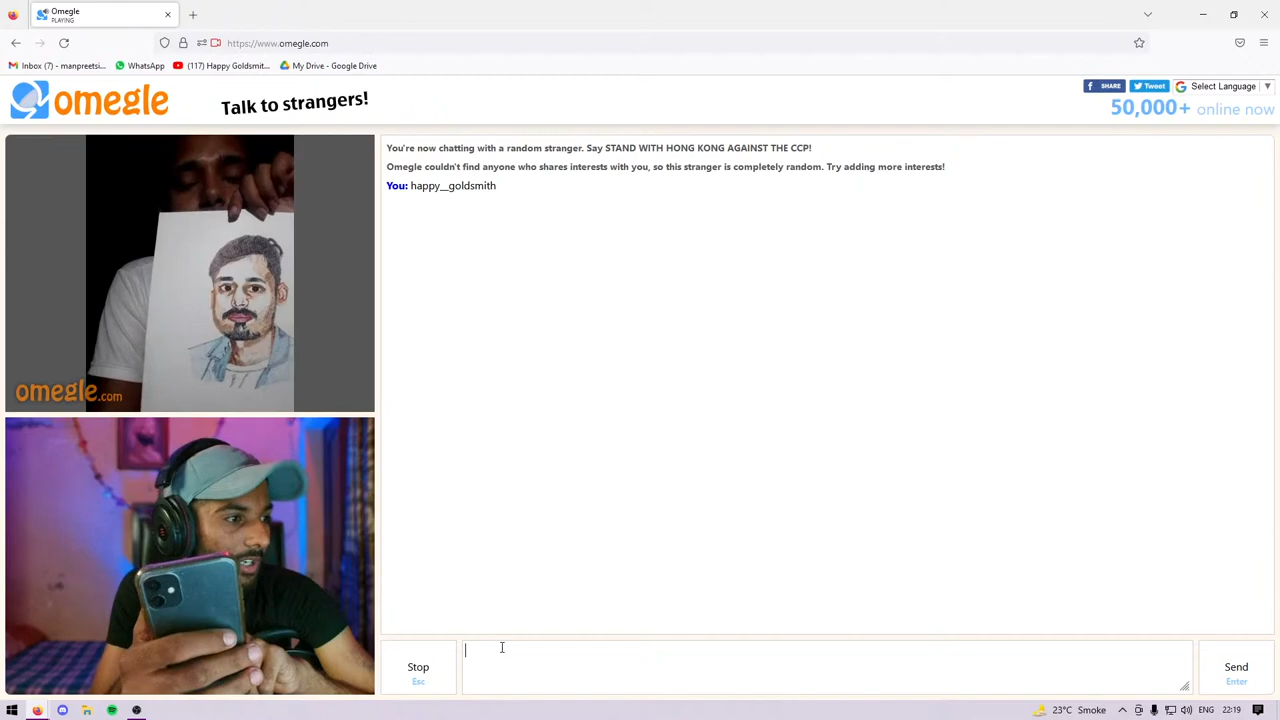 Omegle
PLAYING
https://www.omegle.com
Inbox (7) - manpreetsi...
WhatsApp
(117) Happy Goldsmit...
My Drive - Google Drive
omegle
Talk to strangers!
SHARE
Tweet
Select Language
50,000+ online now
You're now chatting with a random stranger. Say STAND WITH HONG KONG AGAINST THE CCP!
Omegle couldn't find anyone who shares interests with you, so this stranger is completely random. Try adding more interests!
You: happy__goldsmith
omegle.com
Stop
Esc
Send
Enter
23°C Smoke
ENG
22:19